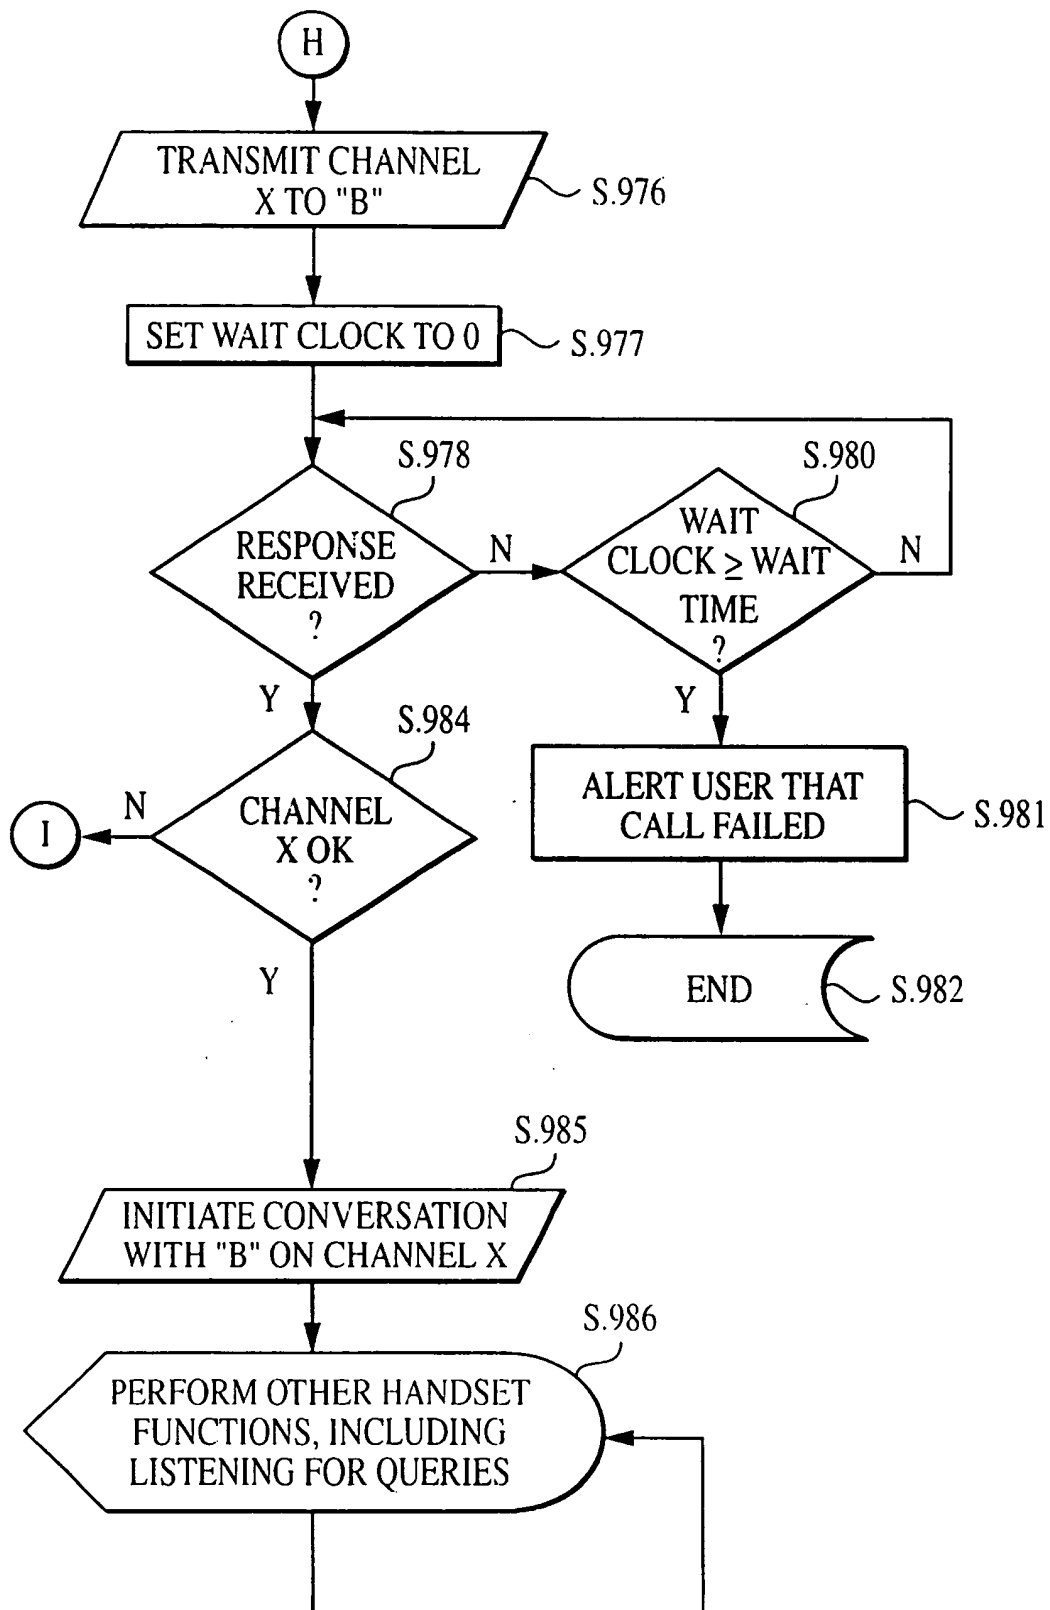 H
TRANSMIT CHANNEL
X TO "B"
S.976
SET WAIT CLOCK TO 0
S.977
S.978
RESPONSE
RECEIVED
?
N
S.980
WAIT
CLOCK ≥ WAIT
TIME
?
N
Y
Y
S.984
CHANNEL
X OK
?
N
I
Y
ALERT USER THAT
CALL FAILED
S.981
END
S.982
S.985
INITIATE CONVERSATION
WITH "B" ON CHANNEL X
S.986
PERFORM OTHER HANDSET
FUNCTIONS, INCLUDING
LISTENING FOR QUERIES